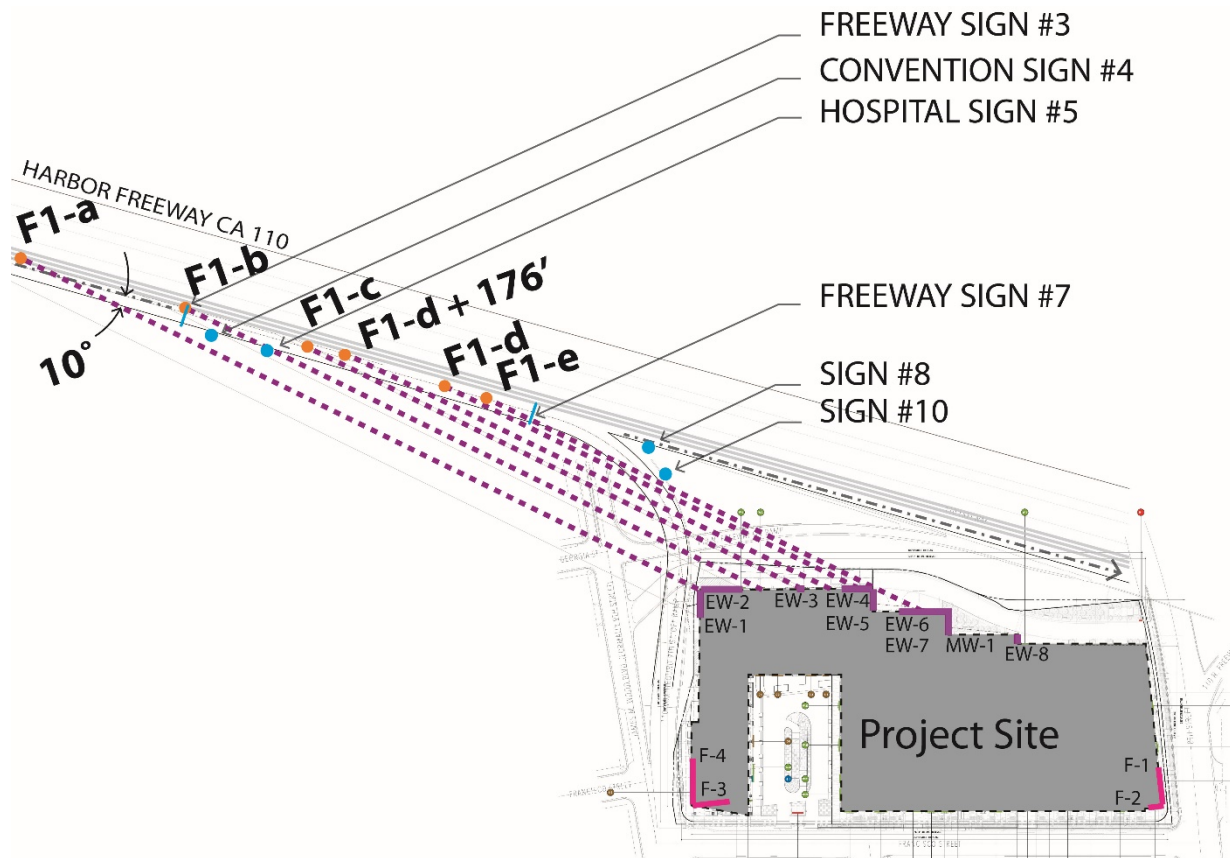 FREEWAY SIGN #3
CONVENTION SIGN #4
HOSPITAL SIGN #5
HARBOR FREEWAY CA 110
F1-a
F1-b
F1-c
F1-d + 176'
F1-d
F1-e
10°
FREEWAY SIGN #7
SIGN #8
SIGN #10
EW-2
EW-3
EW-4
EW-1
EW-5
EW-6
EW-7
MW-1
EW-8
Project Site
F-4
F-3
F-1
F-2
FRANCISCO STREET